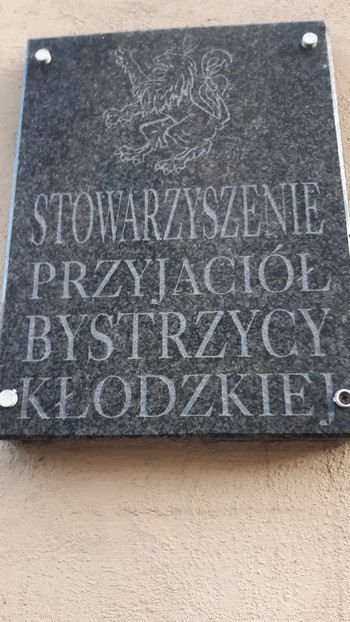 STOWARZYSZENIE
PRZYJACIÓŁ
BYSTRZYCY
KŁODZKIEJ